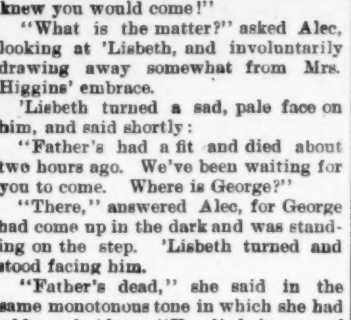 knew you would come!"
"What is the matter?" asked Alec,
looking at 'Lisbeth, and involuntarily
drawing away somewhat from Mrs.
Higgins' embrace.
'Lisbeth turned a sad, pale face on
him, and said shortly:
"Father's had a fit and died about
two hours ago. We've been waiting for
you to come. Where is George?"
"There," answered Alec, for George
had come up in the dark and was stand-
ing on the step. 'Lisbeth turned and
stood facing him.
"Father's dead," she said in the
same monotonous tone in which she had